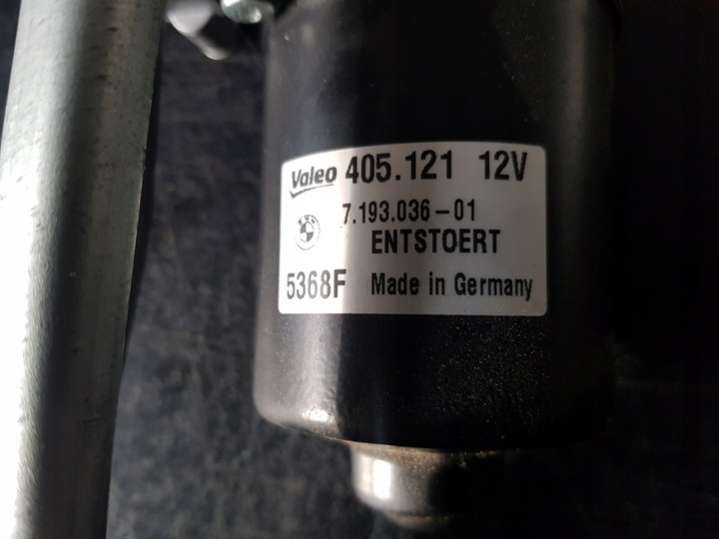 Valeo 405.121 12V
7.193.036-01
ENTSTOERT
5368F Made in Germany